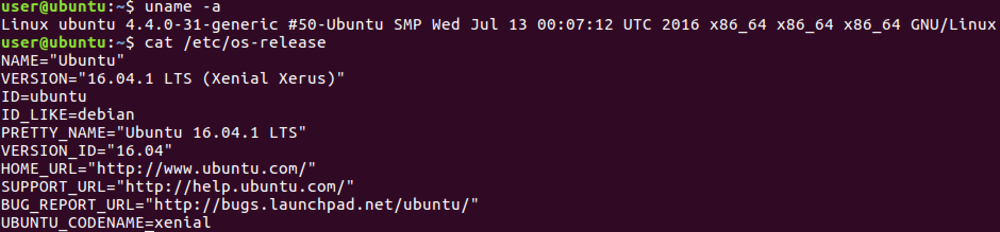 user@ubuntu:~$ uname -a
Linux ubuntu 4.4.0-31-generic #50-Ubuntu SMP Wed Jul 13 00:07:12 UTC 2016 x86_64 x86_64 x86_64 GNU/Linux
user@ubuntu:~$ cat /etc/os-release
NAME="Ubuntu"
VERSION="16.04.1 LTS (Xenial Xerus)"
ID=ubuntu
ID_LIKE=debian
PRETTY_NAME="Ubuntu 16.04.1 LTS"
VERSION_ID="16.04"
HOME_URL="http://www.ubuntu.com/"
SUPPORT_URL="http://help.ubuntu.com/"
BUG_REPORT_URL="http://bugs.launchpad.net/ubuntu/"
UBUNTU_CODENAME=xenial